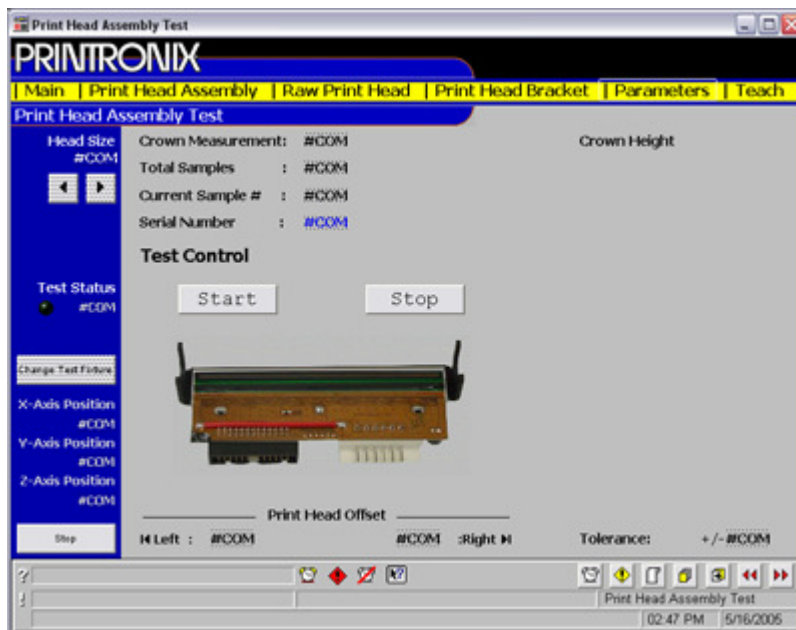 Print Head Assembly Test
PRINTRONIX
| Main | Print Head Assembly | Raw Print Head | Print Head Bracket | Parameters | Teach
Print Head Assembly Test
Head Size
#COM
Crown Measurement: #COM
Crown Height
Total Samples : #COM
Current Sample # : #COM
Serial Number : #COM
Test Control
Start Stop
Test Status
#COM
Change Test Fixture
X-Axis Position
#COM
Y-Axis Position
#COM
Z-Axis Position
#COM
Stop
Print Head Offset
Left : #COM #COM :Right
Tolerance: +/- #COM
Print Head Assembly Test
02:47 PM 5/16/2005